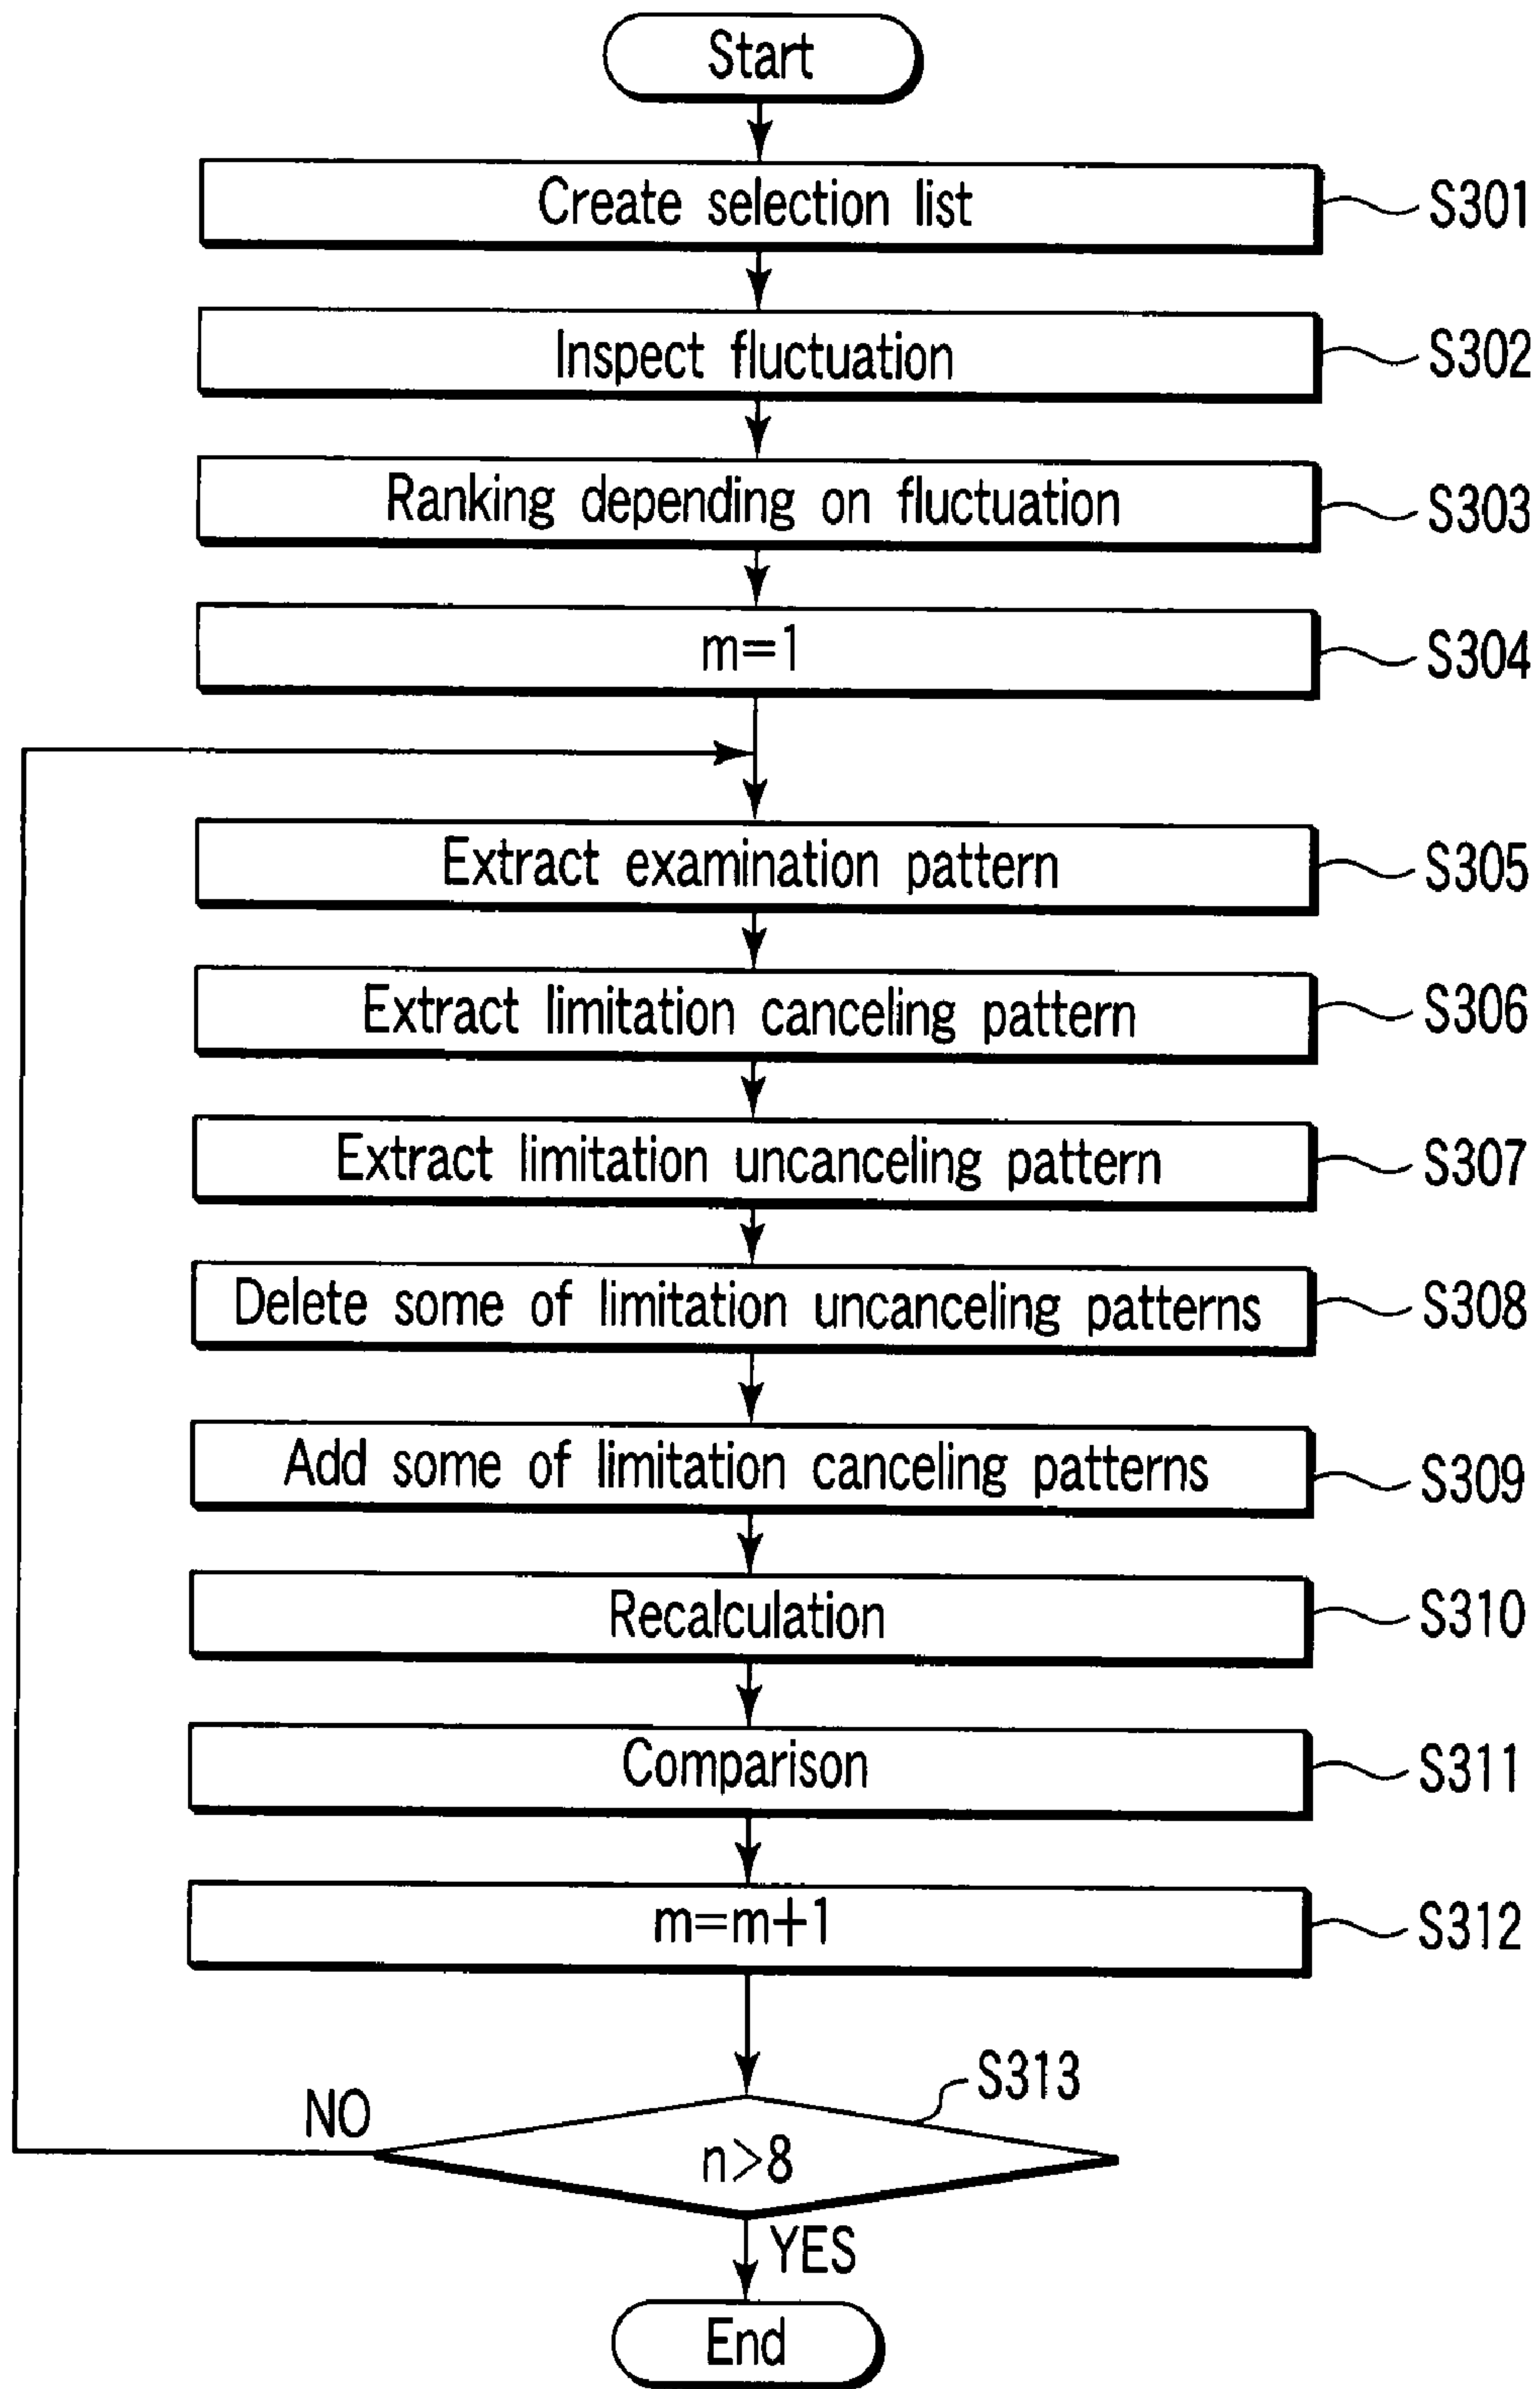 Start
Create selection list S301
Inspect fluctuation S302
Ranking depending on fluctuation S303
m=1 S304
Extract examination pattern S305
Extract limitation canceling pattern S306
Extract limitation uncanceling pattern S307
Delete some of limitation uncanceling patterns S308
Add some of limitation canceling patterns S309
Recalculation S310
Comparison S311
m=m+1 S312
S313
NO
n>8
YES
End